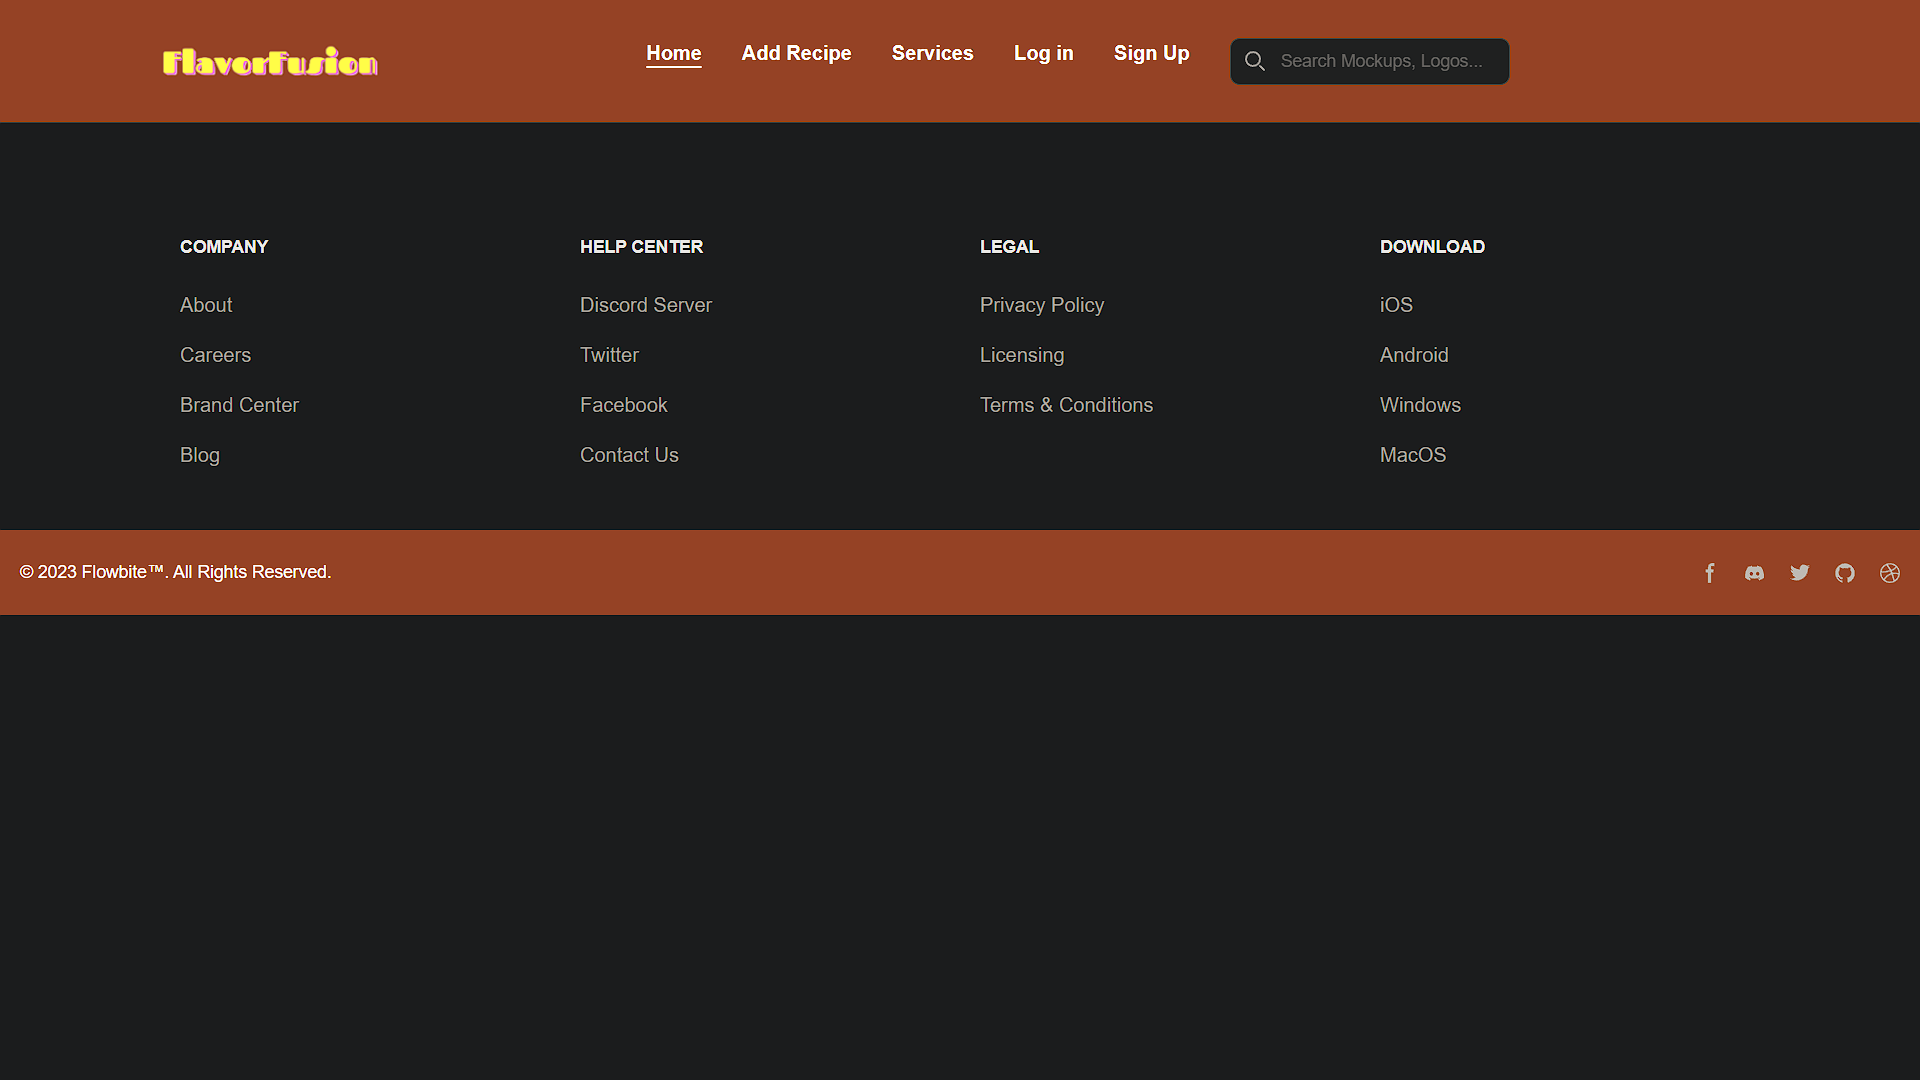 FlavorFusion
Home Add Recipe Services Log in Sign Up Search Mockups, Logos...
COMPANY
About
Careers
Brand Center
Blog
HELP CENTER
Discord Server
Twitter
Facebook
Contact Us
LEGAL
Privacy Policy
Licensing
Terms & Conditions
DOWNLOAD
iOS
Android
Windows
MacOS
© 2023 Flowbite™. All Rights Reserved.